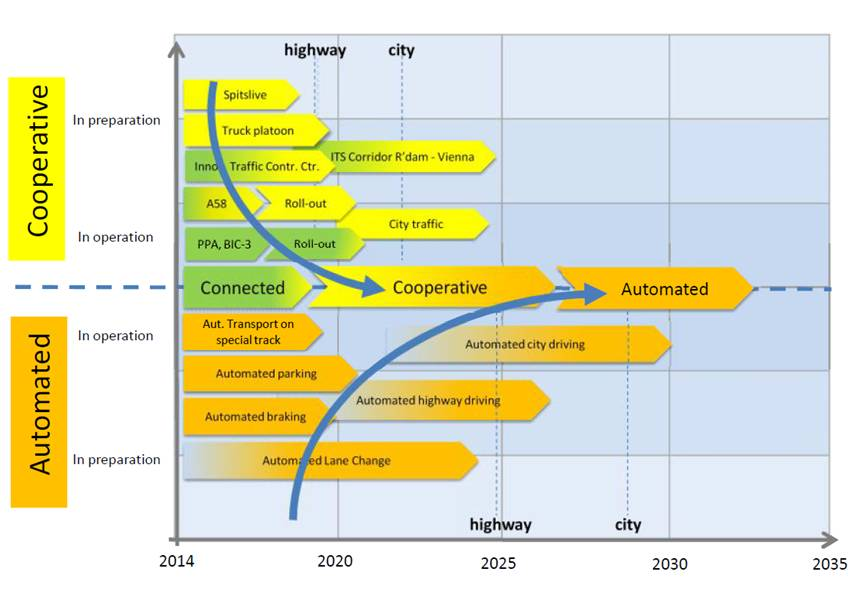 highway
city
Cooperative
In preparation
Spitslive
Truck platoon
ITS Corridor R'dam - Vienna
Inno Traffic Contr. Ctr.
A58
Roll-out
City traffic
In operation
PPA, BIC-3
Roll-out
Connected
Cooperative
Automated
Automated
In operation
Aut. Transport on
special track
Automated city driving
Automated parking
Automated highway driving
Automated braking
In preparation
Automated Lane Change
highway
city
2014
2020
2025
2030
2035